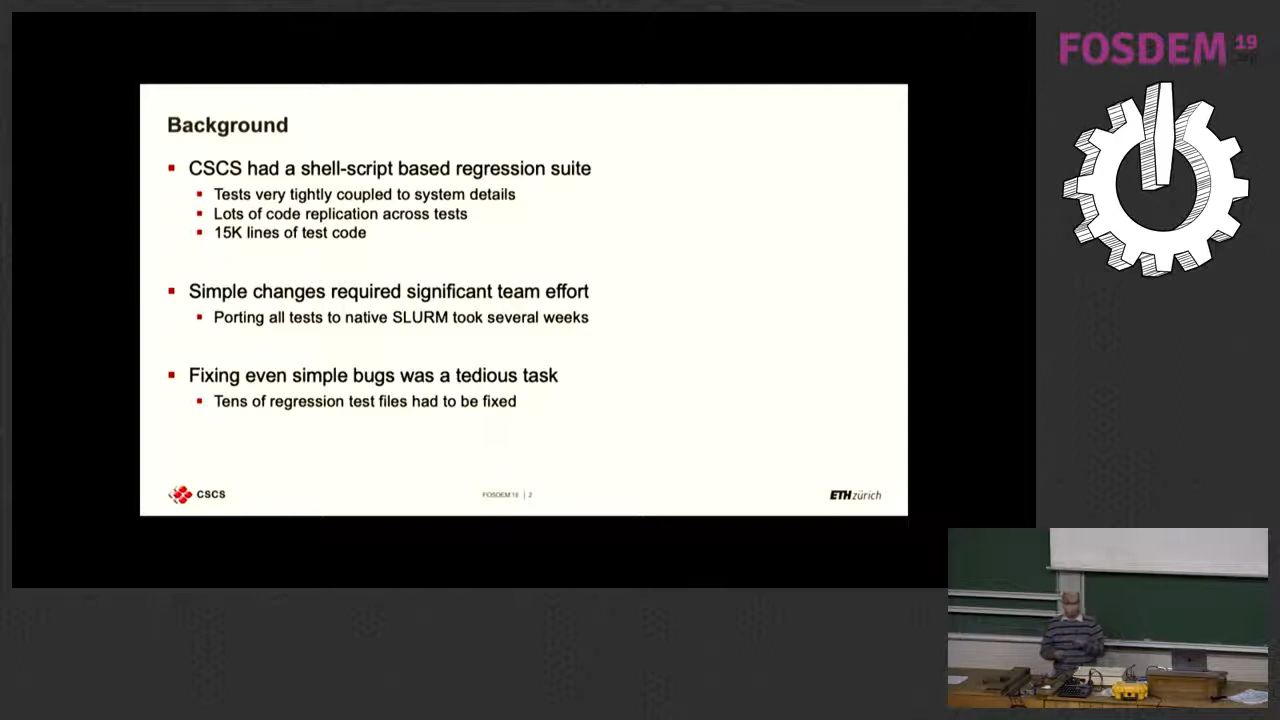 FOSDEM 19
Background
CSCS had a shell-script based regression suite
Tests very tightly coupled to system details
Lots of code replication across tests
15K lines of test code
Simple changes required significant team effort
Porting all tests to native SLURM took several weeks
Fixing even simple bugs was a tedious task
Tens of regression test files had to be fixed
CSCS
FOSDEM 19 | 2
ETH zürich